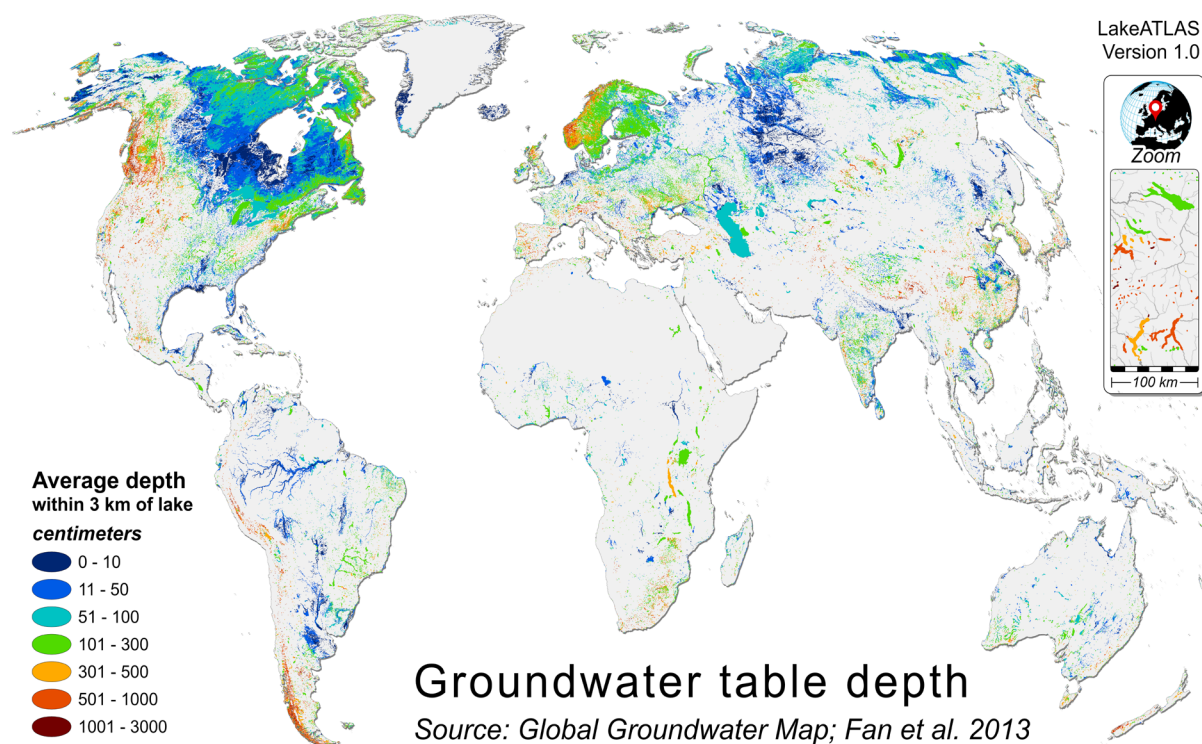 LakeATLAS
Version 1.0
Zoom
100 km
Average depth
within 3 km of lake
centimeters
0 - 10
11 - 50
51 - 100
101 - 300
301 - 500
501 - 1000
1001 - 3000
Groundwater table depth
Source: Global Groundwater Map; Fan et al. 2013